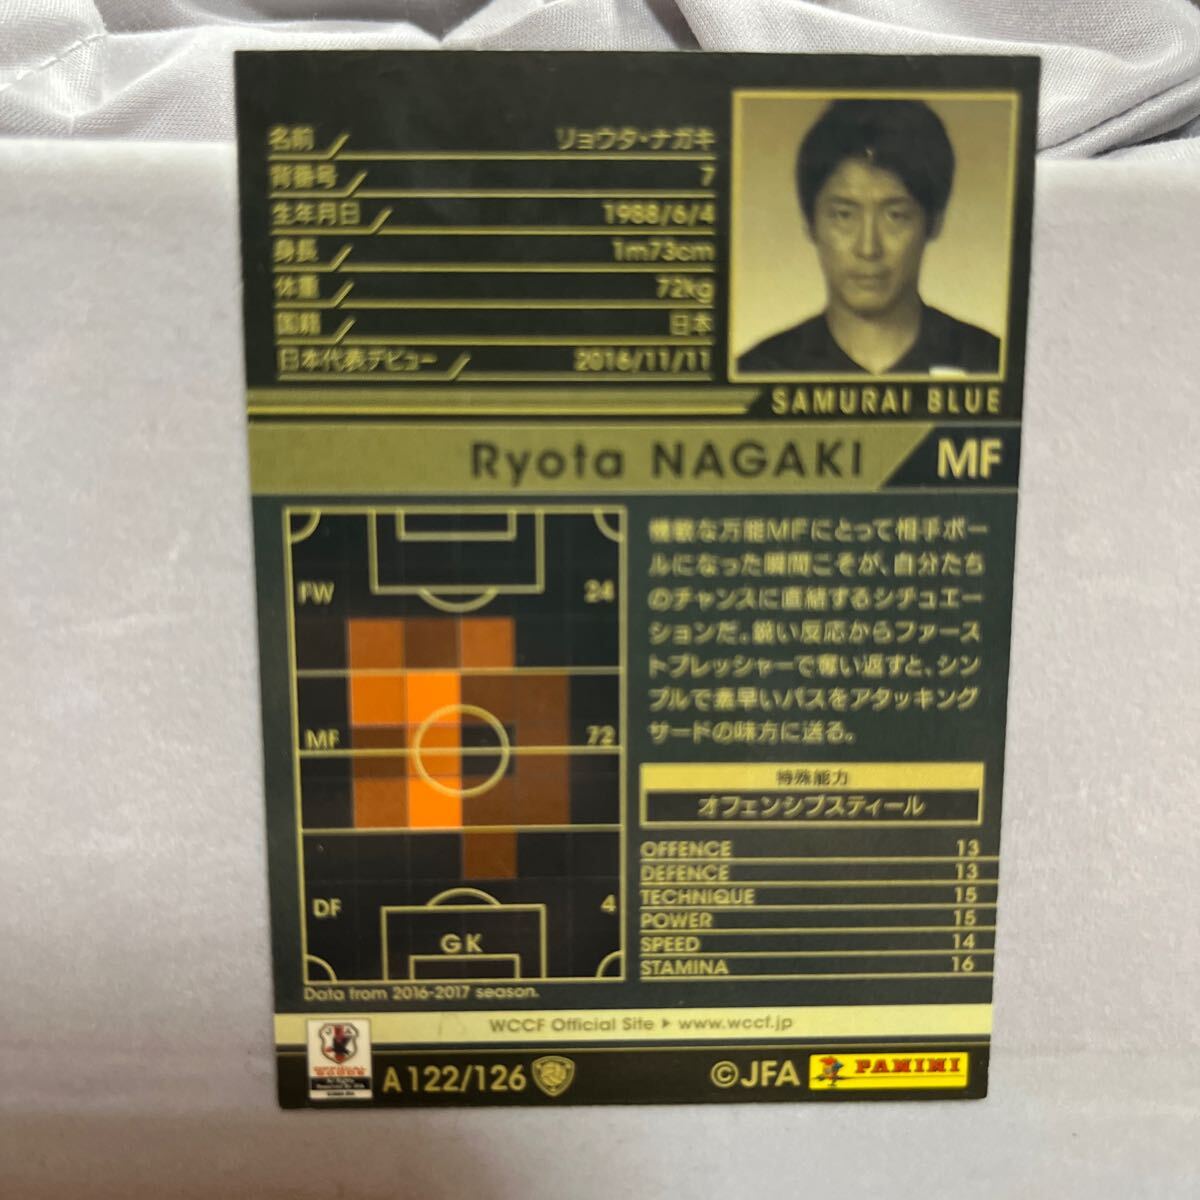 名前 リョウタ・ナガキ
背番号 7
生年月日 1988/6/4
身長 1m73cm
体重 72kg
国籍 日本
日本代表デビュー 2016/11/11
SAMURAI BLUE
Ryota NAGAKI MF
FW 24
MF 72
DF 4
GK
Data from 2016-2017 season.
機敏な万能MFにとって相手ボー
ルになった瞬間こそが、自分たち
のチャンスに直結するシチュエー
ションだ。鋭い反応からファース
トプレッシャーで奪い返すと、シン
プルで素早いパスをアタッキング
サードの味方に送る。
特殊能力
オフェンシブスティール
OFFENCE 13
DEFENCE 13
TECHNIQUE 15
POWER 15
SPEED 14
STAMINA 16
WCCF Official Site ▶ www.wccf.jp
A 122/126
©JFA
PANINI